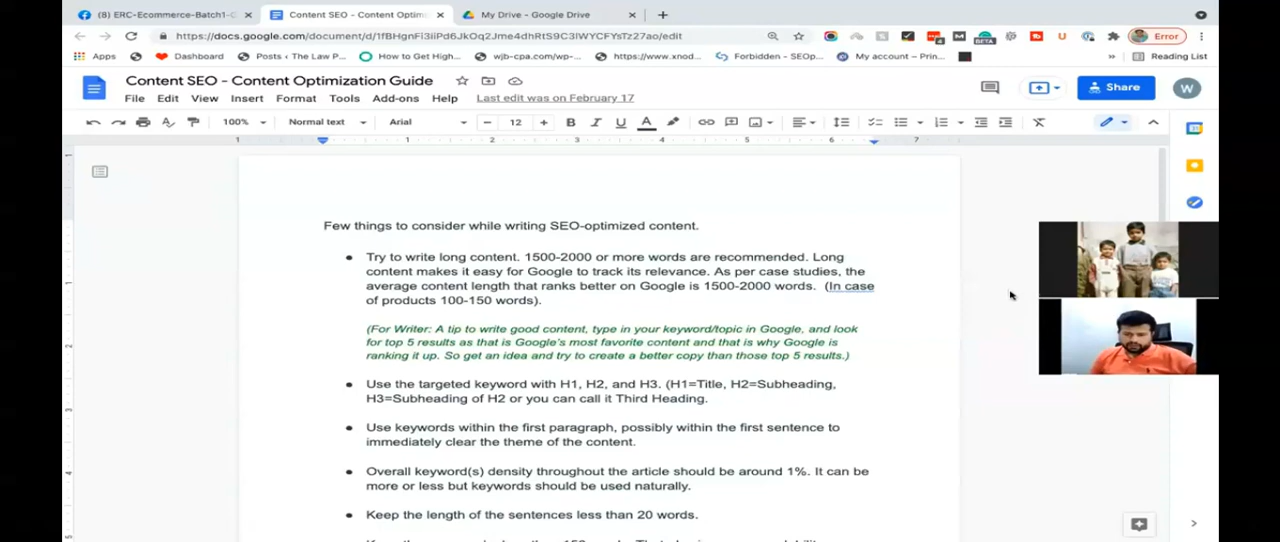 (8) ERC-Ecommerce-Batch1-C
Content SEO - Content Optimi
My Drive - Google Drive
https://docs.google.com/document/d/1fBHgnFi3iiPd6JkOq2Jme4dhRtS9C3lWYCFYsTz27ao/edit
Error
Apps
Dashboard
Posts ‹ The Law P...
How to Get High...
wjb-cpa.com/wp-...
https://www.xnod...
Forbidden - SEOp...
My account – Prin...
Reading List
Content SEO - Content Optimization Guide
File Edit View Insert Format Tools Add-ons Help Last edit was on February 17
Share
W
100% Normal text Arial 12 B I U A
1 1 2 3 4 5 6 7
Few things to consider while writing SEO-optimized content.
● Try to write long content. 1500-2000 or more words are recommended. Long
content makes it easy for Google to track its relevance. As per case studies, the
average content length that ranks better on Google is 1500-2000 words. (In case
of products 100-150 words).
(For Writer: A tip to write good content, type in your keyword/topic in Google, and look
for top 5 results as that is Google's most favorite content and that is why Google is
ranking it up. So get an idea and try to create a better copy than those top 5 results.)
● Use the targeted keyword with H1, H2, and H3. (H1=Title, H2=Subheading,
H3=Subheading of H2 or you can call it Third Heading.
● Use keywords within the first paragraph, possibly within the first sentence to
immediately clear the theme of the content.
● Overall keyword(s) density throughout the article should be around 1%. It can be
more or less but keywords should be used naturally.
● Keep the length of the sentences less than 20 words.